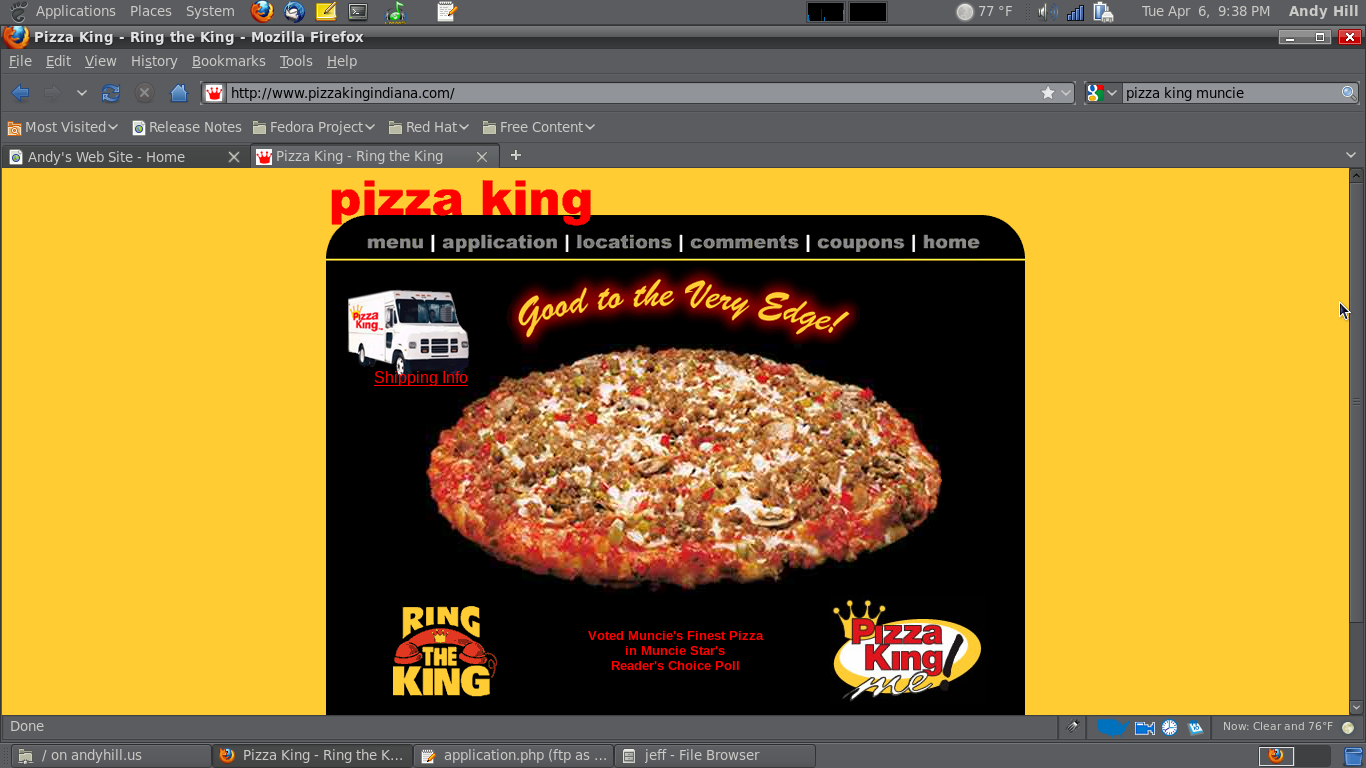 Applications Places System
77 °F
Tue Apr 6, 9:38 PM Andy Hill
Pizza King - Ring the King - Mozilla Firefox
File Edit View History Bookmarks Tools Help
http://www.pizzakingindiana.com/
pizza king muncie
Most Visited Release Notes Fedora Project Red Hat Free Content
Andy's Web Site - Home
Pizza King - Ring the King
pizza king
menu | application | locations | comments | coupons | home
Good to the Very Edge!
Pizza
King
Shipping Info
RING
THE
KING
Voted Muncie's Finest Pizza
in Muncie Star's
Reader's Choice Poll
Pizza
King
me!
Done
Now: Clear and 76°F
/ on andyhill.us
Pizza King - Ring the K...
application.php (ftp as ...
jeff - File Browser